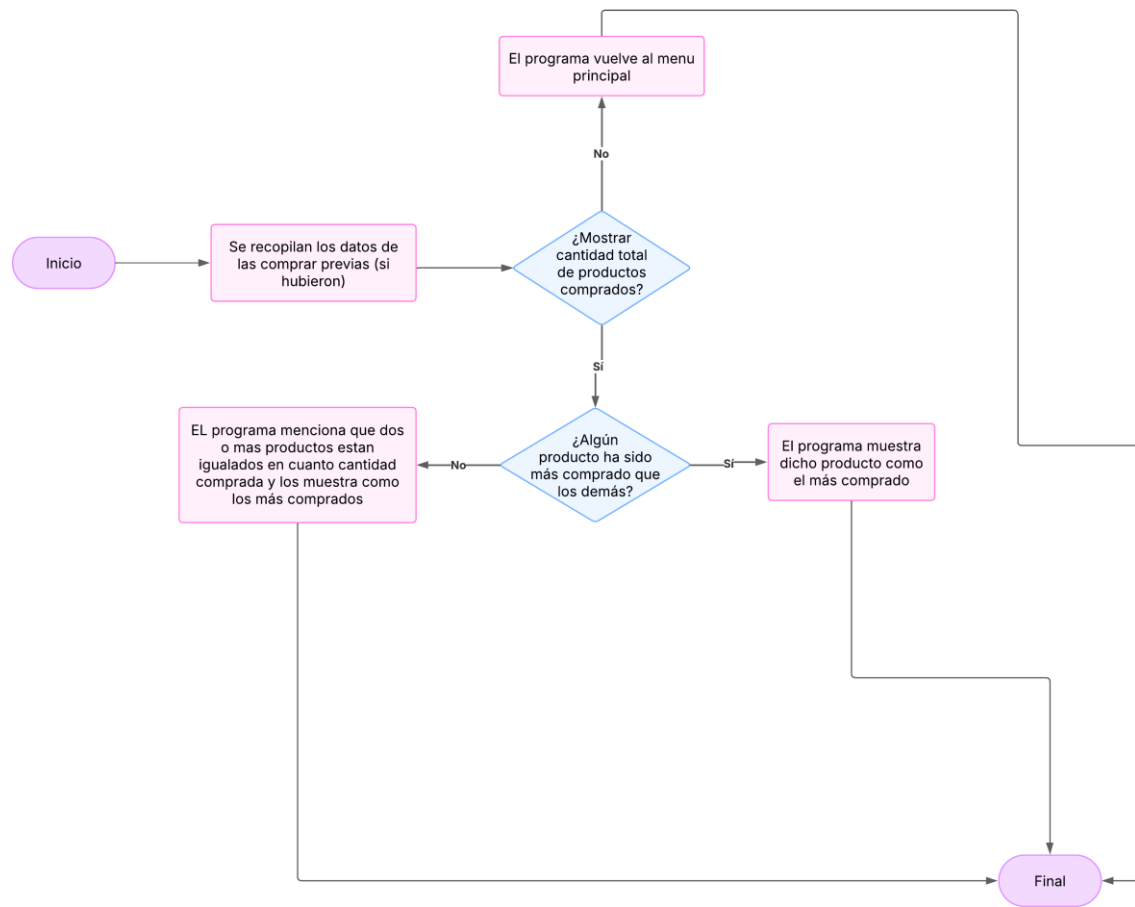 El programa vuelve al menu
principal
No
¿Mostrar
cantidad total
de productos
comprados?
Inicio
Se recopilan los datos de
las comprar previas (si
hubieron)
Sí
EL programa menciona que dos
o mas productos estan
igualados en cuanto cantidad
comprada y los muestra como
los más comprados
No
¿Algún
producto ha sido
más comprado que
los demás?
Sí
El programa muestra
dicho producto como
el más comprado
Final